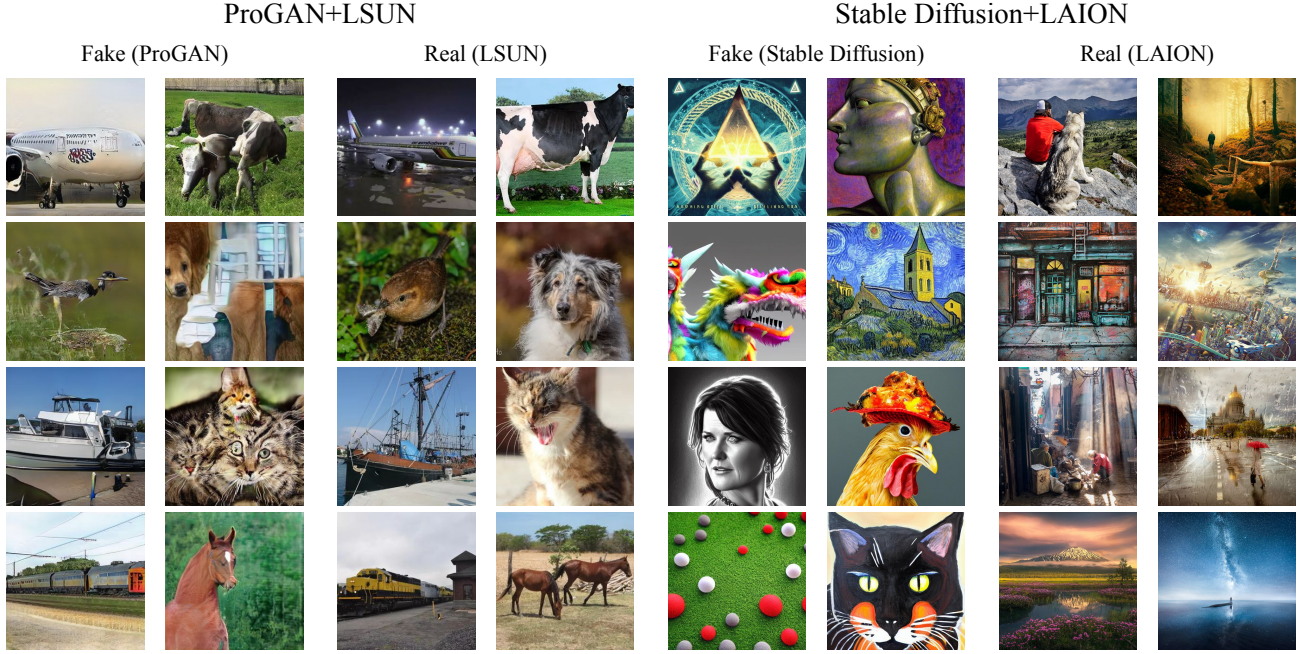 ProGAN+LSUN
Stable Diffusion+LAION
Fake (ProGAN)
Real (LSUN)
Fake (Stable Diffusion)
Real (LAION)